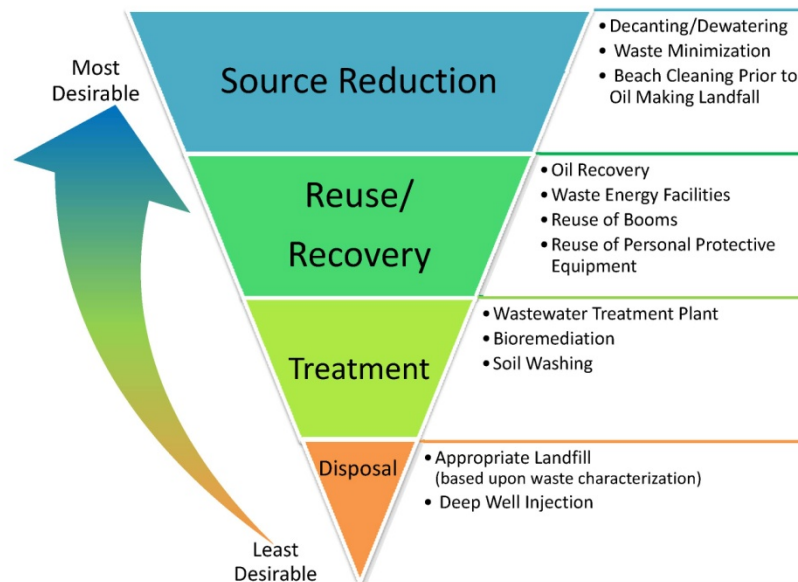 Most
Desirable
Source Reduction
• Decanting/Dewatering
• Waste Minimization
• Beach Cleaning Prior to
Oil Making Landfall
Reuse/
Recovery
• Oil Recovery
• Waste Energy Facilities
• Reuse of Booms
• Reuse of Personal Protective
Equipment
Treatment
• Wastewater Treatment Plant
• Bioremediation
• Soil Washing
Disposal
• Appropriate Landfill
(based upon waste characterization)
• Deep Well Injection
Least
Desirable